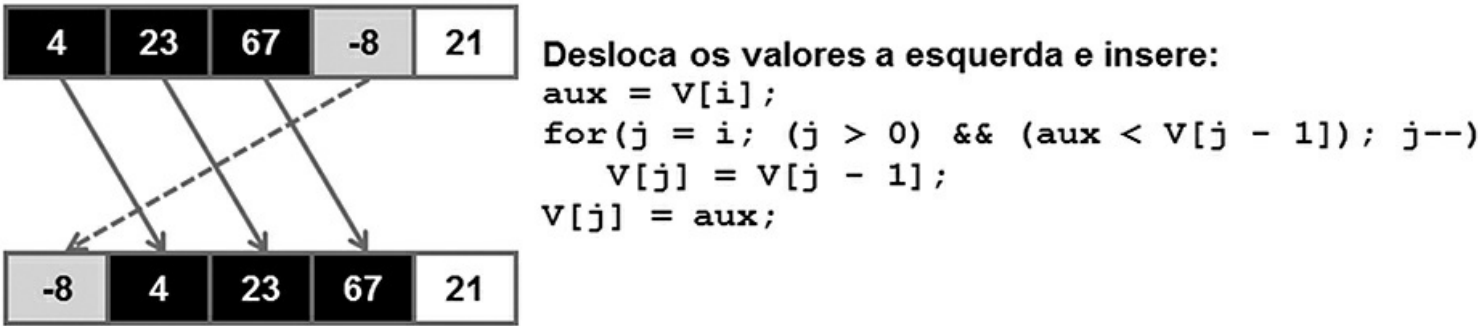 4 23 67 -8 21
Desloca os valores a esquerda e insere:
aux = V[i];
for(j = i; (j > 0) && (aux < V[j - 1]); j--)
V[j] = V[j - 1];
V[j] = aux;
-8 4 23 67 21